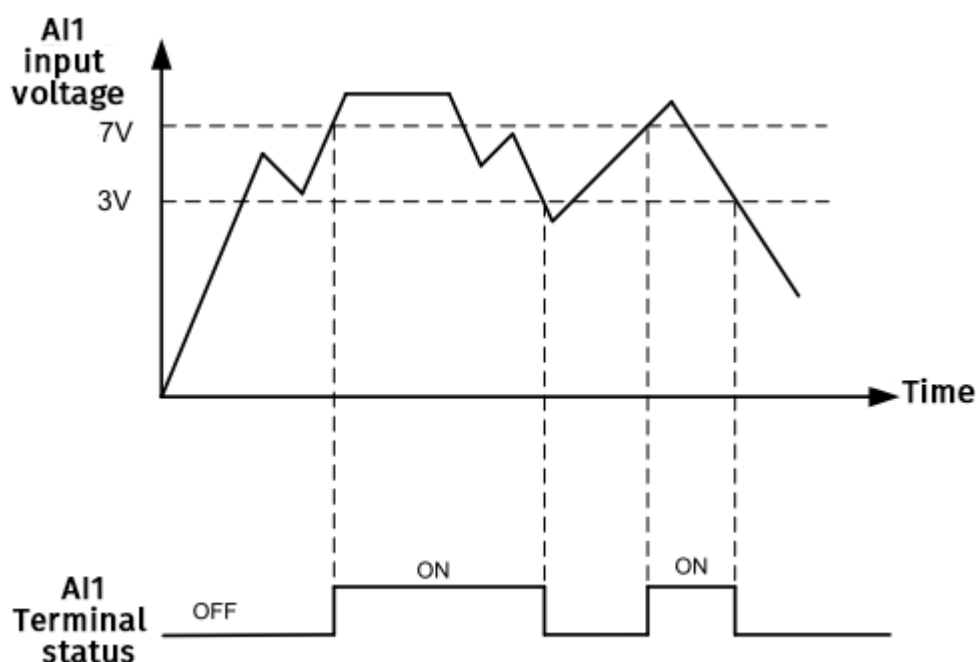 AI1
input
voltage
7V
3V
Time
ON
ON
OFF
AI1
Terminal
status